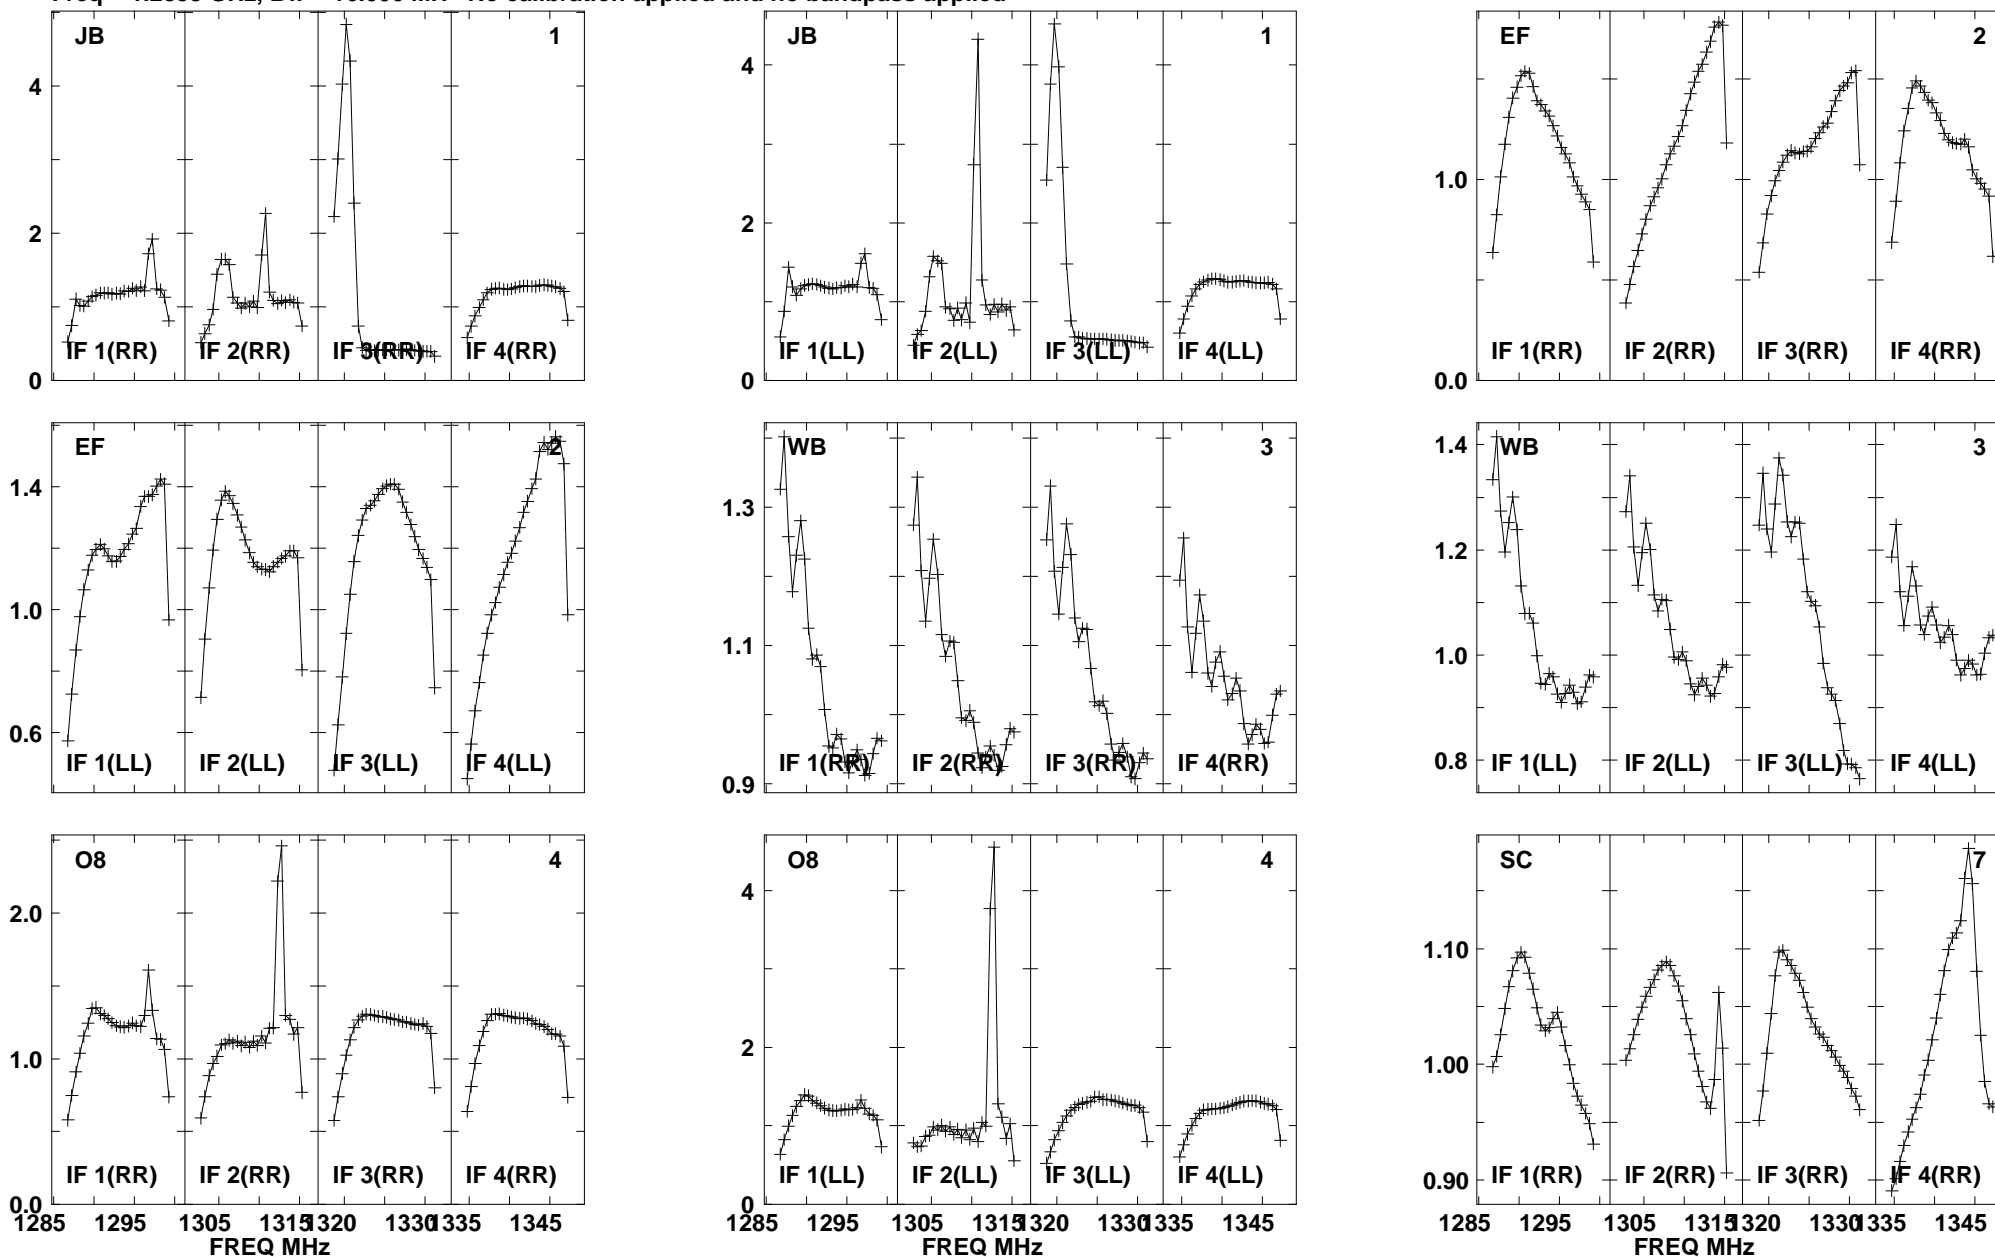 JB 1
JB 1
EF 2
4
2
0
IF 1(RR) IF 2(RR) IF 3(RR) IF 4(RR)
4
2
0
IF 1(LL) IF 2(LL) IF 3(LL) IF 4(LL)
1.0
0.0
IF 1(RR) IF 2(RR) IF 3(RR) IF 4(RR)
EF 2
WB 3
WB 3
1.4
1.0
0.6
IF 1(LL) IF 2(LL) IF 3(LL) IF 4(LL)
1.3
1.1
0.9
IF 1(RR) IF 2(RR) IF 3(RR) IF 4(RR)
1.4
1.2
1.0
0.8
IF 1(LL) IF 2(LL) IF 3(LL) IF 4(LL)
O8 4
O8 4
SC 7
2.0
1.0
0.0
IF 1(RR) IF 2(RR) IF 3(RR) IF 4(RR)
4
2
0
IF 1(LL) IF 2(LL) IF 3(LL) IF 4(LL)
1.10
1.00
0.90
IF 1(RR) IF 2(RR) IF 3(RR) IF 4(RR)
1285 1295 1305 1315 1320 1330 1335 1345
1285 1295 1305 1315 1320 1330 1335 1345
1285 1295 1305 1315 1320 1330 1335 1345
FREQ MHz
FREQ MHz
FREQ MHz